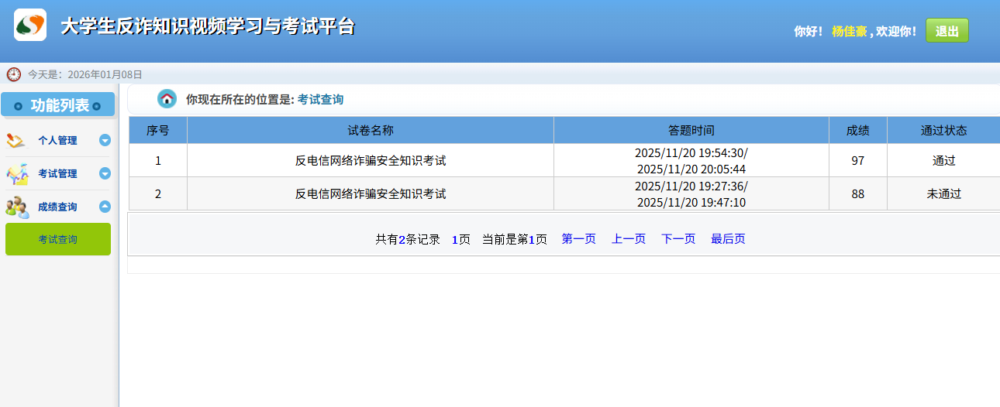 大学生反诈知识视频学习与考试平台
你好！ 杨佳豪，欢迎你！ 退出
今天是：2026年01月08日
功能列表
个人管理
考试管理
成绩查询
考试查询
你现在所在的位置是: 考试查询
序号 试卷名称 答题时间 成绩 通过状态
1 反电信网络诈骗安全知识考试 2025/11/20 19:54:30/ 97 通过
2025/11/20 20:05:44
2 反电信网络诈骗安全知识考试 2025/11/20 19:27:36/ 88 未通过
2025/11/20 19:47:10
共有2条记录 1页 当前是第1页 第一页 上一页 下一页 最后页